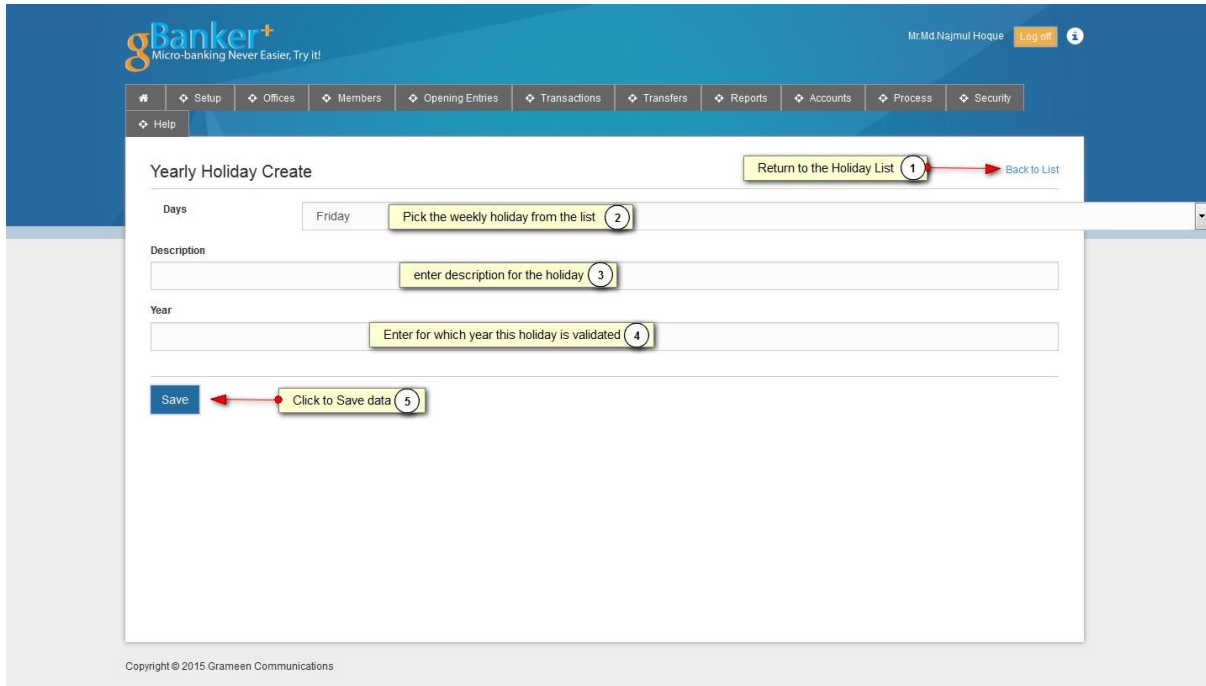 gBanker+
Micro-banking Never Easier, Try it!
Mr.Md.Najmul Hoque Log off i
Setup Offices Members Opening Entries Transactions Transfers Reports Accounts Process Security
Help
Yearly Holiday Create Return to the Holiday List 1 Back to List
Days Friday Pick the weekly holiday from the list 2
Description
enter description for the holiday 3
Year
Enter for which year this holiday is validated 4
Save Click to Save data 5
Copyright © 2015 Grameen Communications